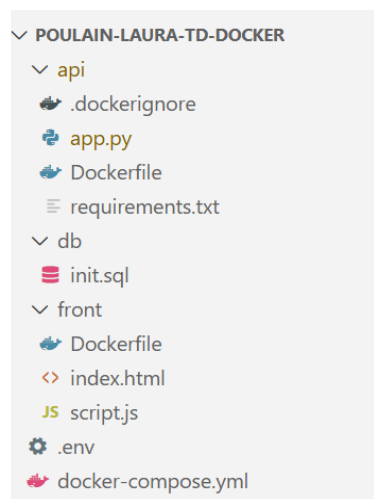 POULAIN-LAURA-TD-DOCKER
api
.dockerignore
app.py
Dockerfile
requirements.txt
db
init.sql
front
Dockerfile
<> index.html
JS script.js
.env
docker-compose.yml